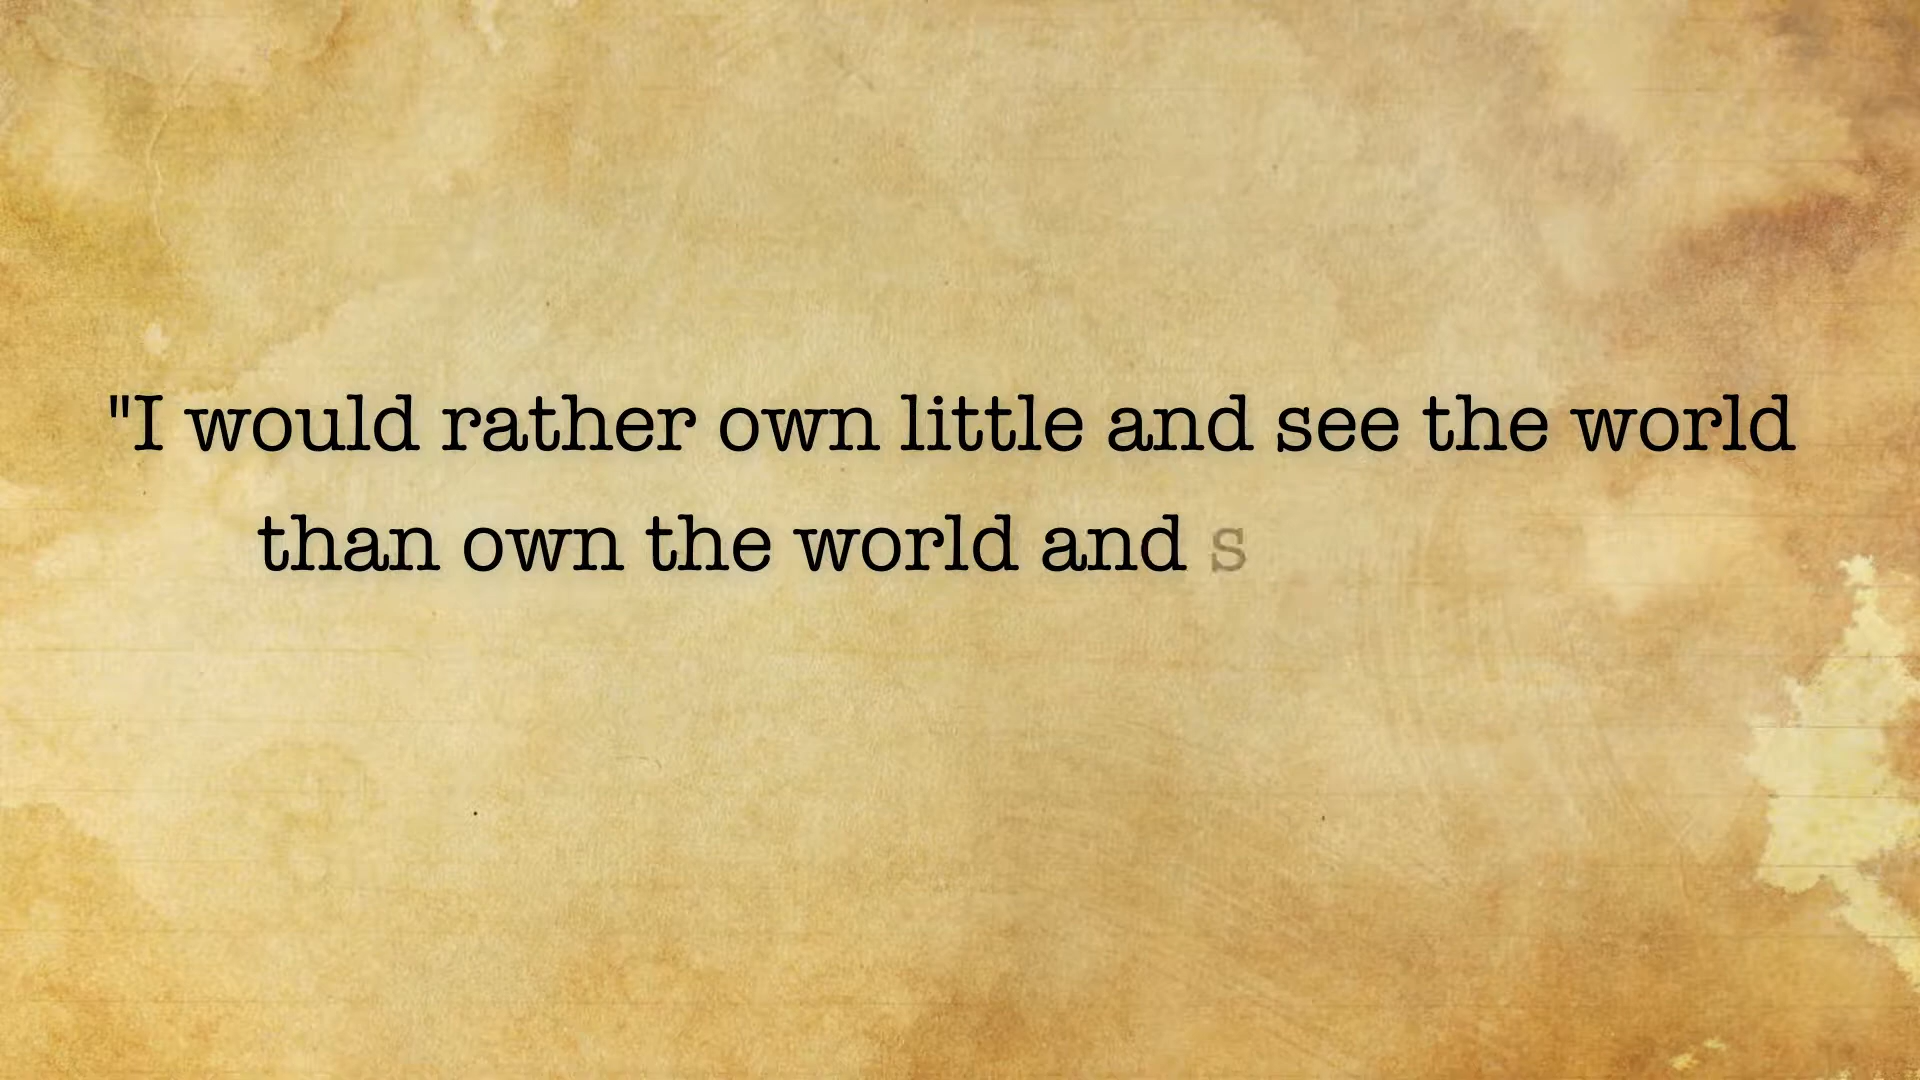 "I would rather own little and see the world
than own the world and s